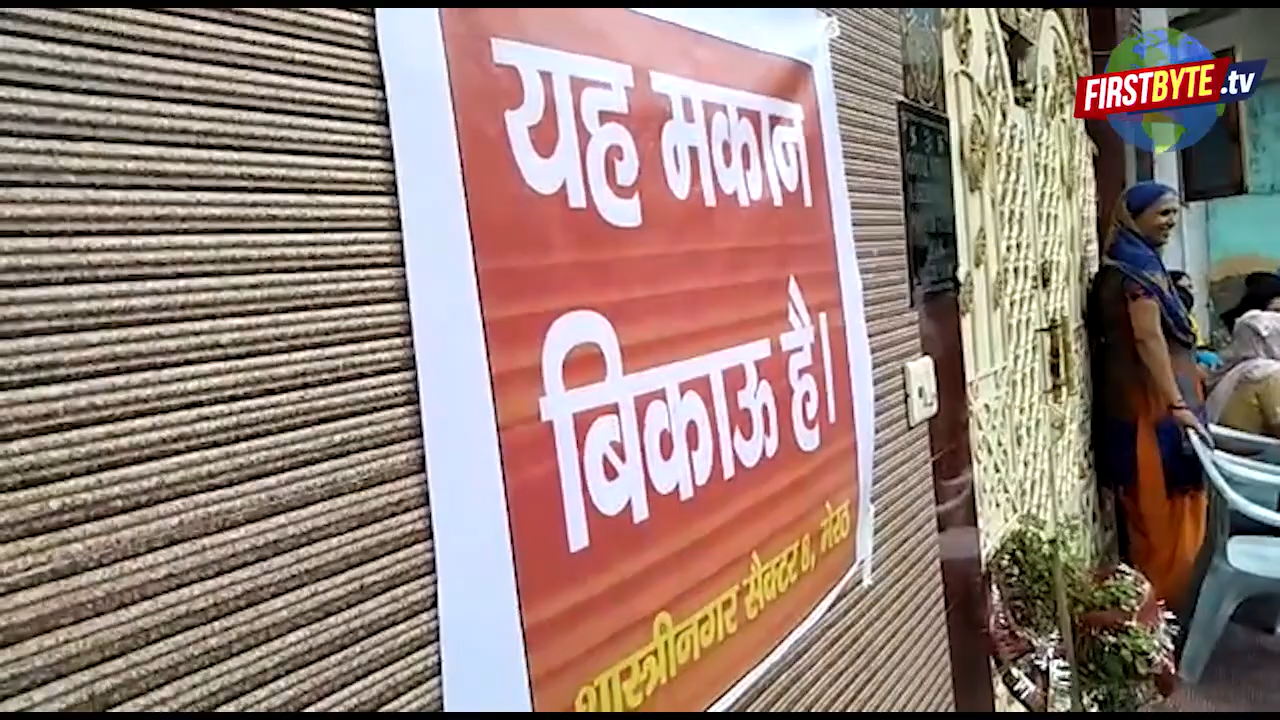 FIRSTBYTE.tv
यह मकान
बिकाऊ है।
शास्त्रीनगर सैक्टर 8, मेरठ